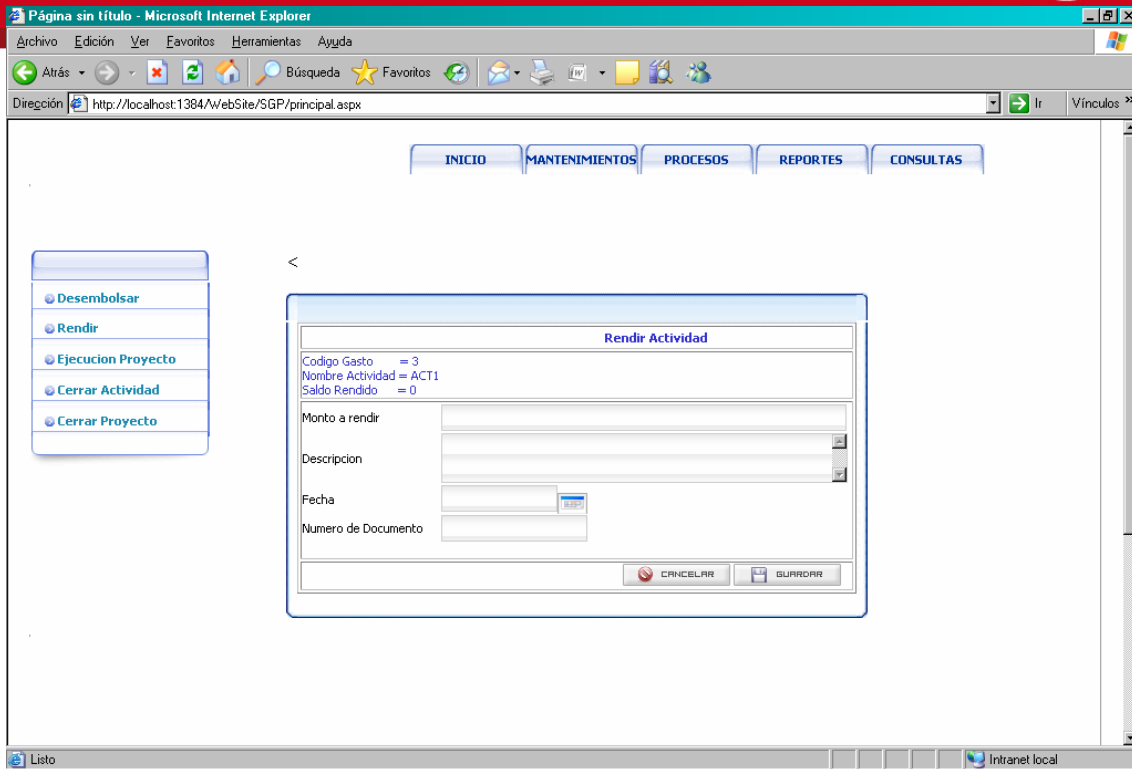 Página sin título - Microsoft Internet Explorer
Archivo Edición Ver Favoritos Herramientas Ayuda
Atrás Búsqueda Favoritos
Dirección http://localhost:1384/WebSite/SGP/principal.aspx Ir Vínculos »
INICIO MANTENIMIENTOS PROCESOS REPORTES CONSULTAS
<
Desembolsar
Rendir
Ejecucion Proyecto
Cerrar Actividad
Cerrar Proyecto
Rendir Actividad
Codigo Gasto = 3
Nombre Actividad = ACT1
Saldo Rendido = 0
Monto a rendir
Descripcion
Fecha
Numero de Documento
CANCELAR GUARDAR
Listo Intranet local